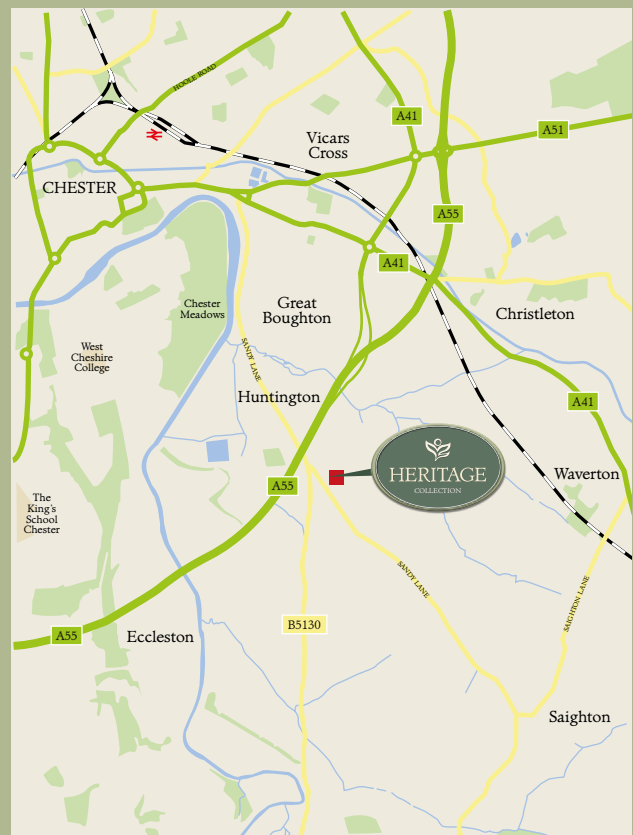 HOOLE ROAD
A41
A51
Vicars
Cross
CHESTER
A55
A41
Chester
Meadows
Great
Boughton
Christleton
West
Cheshire
College
SANDY LANE
Huntington
A41
HERITAGE
COLLECTION
Waverton
A55
The
King's
School
Chester
SANDY LANE
SAIGHTON LANE
B5130
A55
Eccleston
Saighton